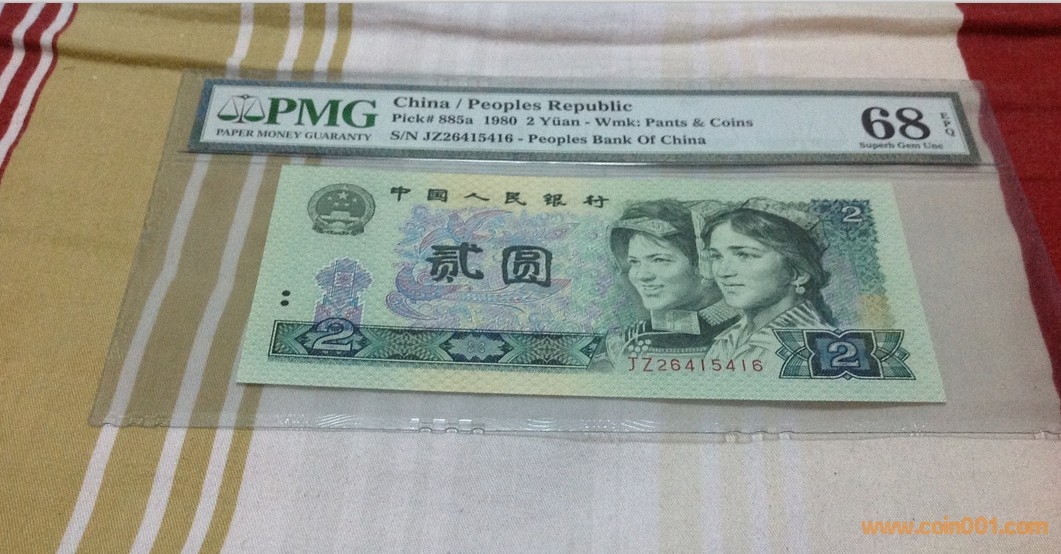 PMG
PAPER MONEY GUARANTY
China / Peoples Republic
Pick# 885a 1980 2 Yüan - Wmk: Pants & Coins
S/N JZ26415416 - Peoples Bank Of China
68
EPQ
Superb Gem Unc
中国人民银行
2
贰圆
2
2
JZ26415416
www.coin001.com